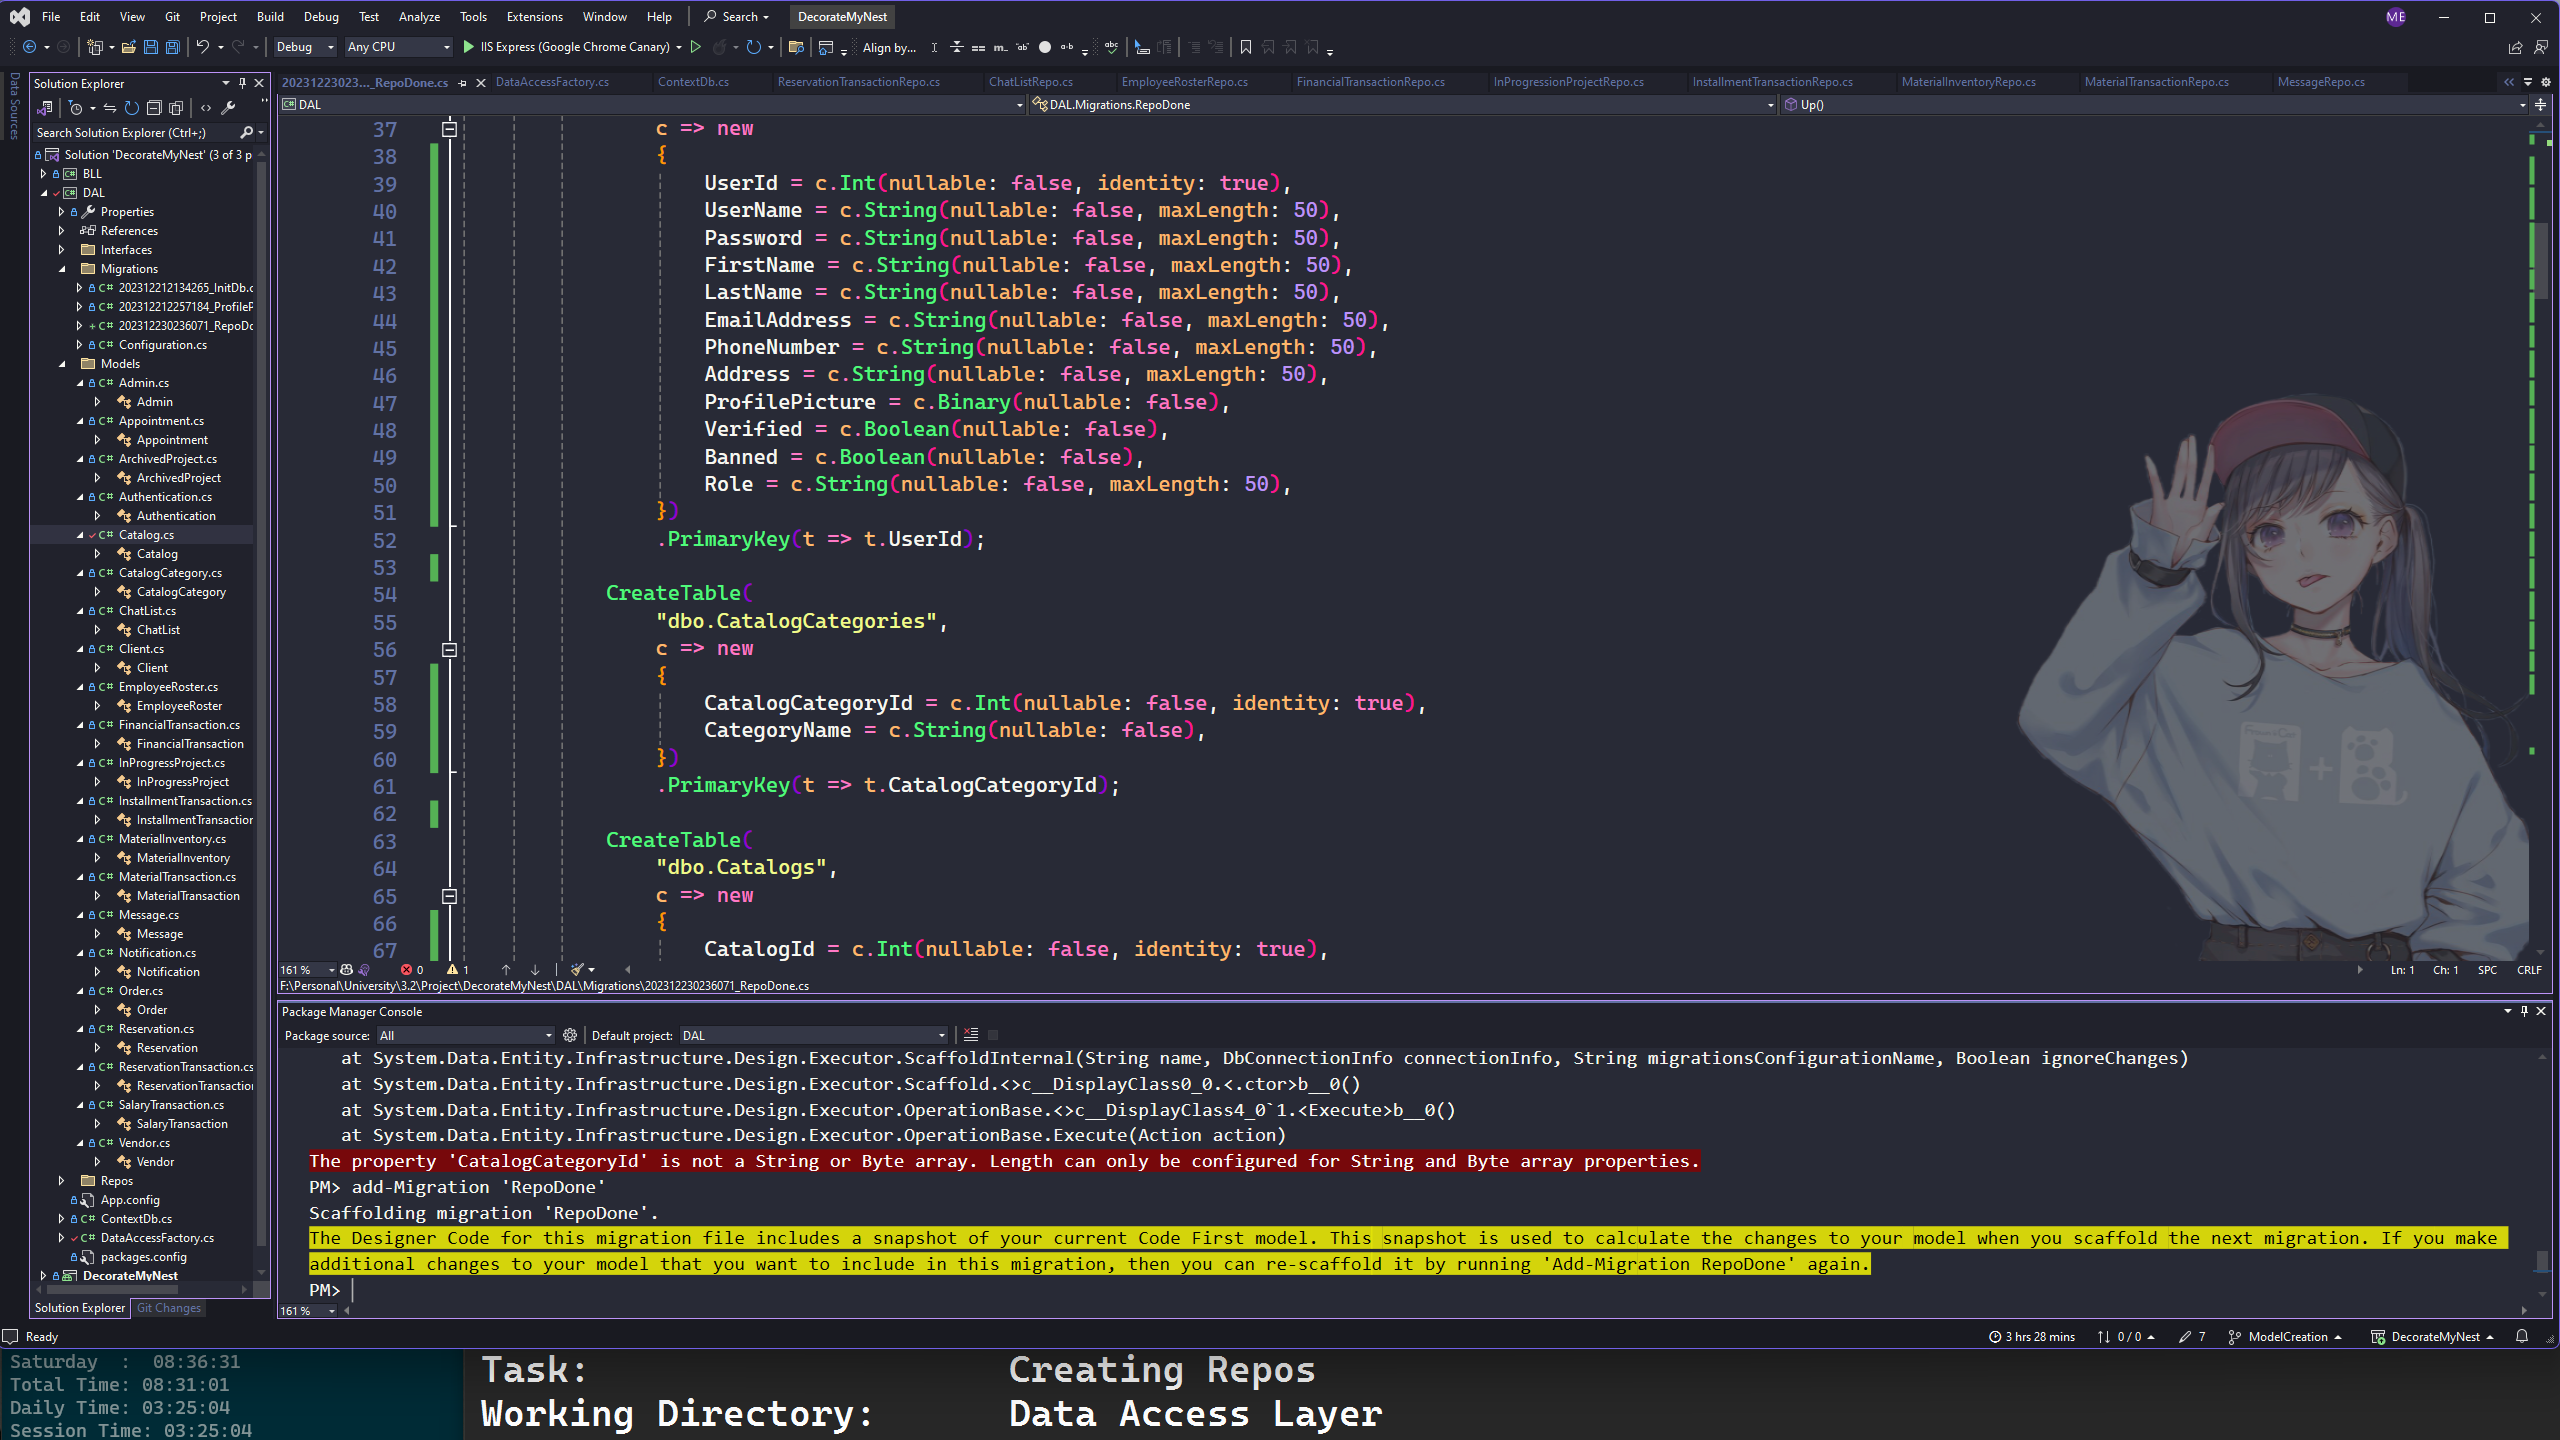 File Edit View Git Project Build Debug Test Analyze Tools Extensions Window Help Search DecorateMyNest ME
Debug Any CPU IIS Express (Google Chrome Canary) Align by...
Data Sources
Solution Explorer
Search Solution Explorer (Ctrl+;)
Solution 'DecorateMyNest' (3 of 3 p
BLL
DAL
Properties
References
Interfaces
Migrations
202312212134265_InitDb.c
202312212257184_ProfileP
202312230236071_RepoDo
Configuration.cs
Models
Admin.cs
Admin
Appointment.cs
Appointment
ArchivedProject.cs
ArchivedProject
Authentication.cs
Authentication
Catalog.cs
Catalog
CatalogCategory.cs
CatalogCategory
ChatList.cs
ChatList
Client.cs
Client
EmployeeRoster.cs
EmployeeRoster
FinancialTransaction.cs
FinancialTransaction
InProgressProject.cs
InProgressProject
InstallmentTransaction.cs
InstallmentTransaction
MaterialInventory.cs
MaterialInventory
MaterialTransaction.cs
MaterialTransaction
Message.cs
Message
Notification.cs
Notification
Order.cs
Order
Reservation.cs
Reservation
ReservationTransaction.cs
ReservationTransaction
SalaryTransaction.cs
SalaryTransaction
Vendor.cs
Vendor
Repos
App.config
ContextDb.cs
DataAccessFactory.cs
packages.config
DecorateMyNest
Solution Explorer Git Changes
20231223023..._RepoDone.cs DataAccessFactory.cs ContextDb.cs ReservationTransactionRepo.cs ChatListRepo.cs EmployeeRosterRepo.cs FinancialTransactionRepo.cs InProgressionProjectRepo.cs InstallmentTransactionRepo.cs MaterialInventoryRepo.cs MaterialTransactionRepo.cs MessageRepo.cs
DAL DAL.Migrations.RepoDone Up()
37 c => new
38 {
39 UserId = c.Int(nullable: false, identity: true),
40 UserName = c.String(nullable: false, maxLength: 50),
41 Password = c.String(nullable: false, maxLength: 50),
42 FirstName = c.String(nullable: false, maxLength: 50),
43 LastName = c.String(nullable: false, maxLength: 50),
44 EmailAddress = c.String(nullable: false, maxLength: 50),
45 PhoneNumber = c.String(nullable: false, maxLength: 50),
46 Address = c.String(nullable: false, maxLength: 50),
47 ProfilePicture = c.Binary(nullable: false),
48 Verified = c.Boolean(nullable: false),
49 Banned = c.Boolean(nullable: false),
50 Role = c.String(nullable: false, maxLength: 50),
51 })
52 .PrimaryKey(t => t.UserId);
53
54 CreateTable(
55 "dbo.CatalogCategories",
56 c => new
57 {
58 CatalogCategoryId = c.Int(nullable: false, identity: true),
59 CategoryName = c.String(nullable: false),
60 })
61 .PrimaryKey(t => t.CatalogCategoryId);
62
63 CreateTable(
64 "dbo.Catalogs",
65 c => new
66 {
67 CatalogId = c.Int(nullable: false, identity: true),
161 % 0 1 Ln: 1 Ch: 1 SPC CRLF
F:\Personal\University\3.2\Project\DecorateMyNest\DAL\Migrations\202312230236071_RepoDone.cs
Package Manager Console
Package source: All Default project: DAL
at System.Data.Entity.Infrastructure.Design.Executor.ScaffoldInternal(String name, DbConnectionInfo connectionInfo, String migrationsConfigurationName, Boolean ignoreChanges)
at System.Data.Entity.Infrastructure.Design.Executor.Scaffold.<>c__DisplayClass0_0.<.ctor>b__0()
at System.Data.Entity.Infrastructure.Design.Executor.OperationBase.<>c__DisplayClass4_0`1.<Execute>b__0()
at System.Data.Entity.Infrastructure.Design.Executor.OperationBase.Execute(Action action)
The property 'CatalogCategoryId' is not a String or Byte array. Length can only be configured for String and Byte array properties.
PM> add-Migration 'RepoDone'
Scaffolding migration 'RepoDone'.
The Designer Code for this migration file includes a snapshot of your current Code First model. This snapshot is used to calculate the changes to your model when you scaffold the next migration. If you make
additional changes to your model that you want to include in this migration, then you can re-scaffold it by running 'Add-Migration RepoDone' again.
PM>
161 %
Ready 3 hrs 28 mins 0 / 0 7 ModelCreation DecorateMyNest
Saturday : 08:36:31
Total Time: 08:31:01
Daily Time: 03:25:04
Session Time: 03:25:04
Task: Creating Repos
Working Directory: Data Access Layer